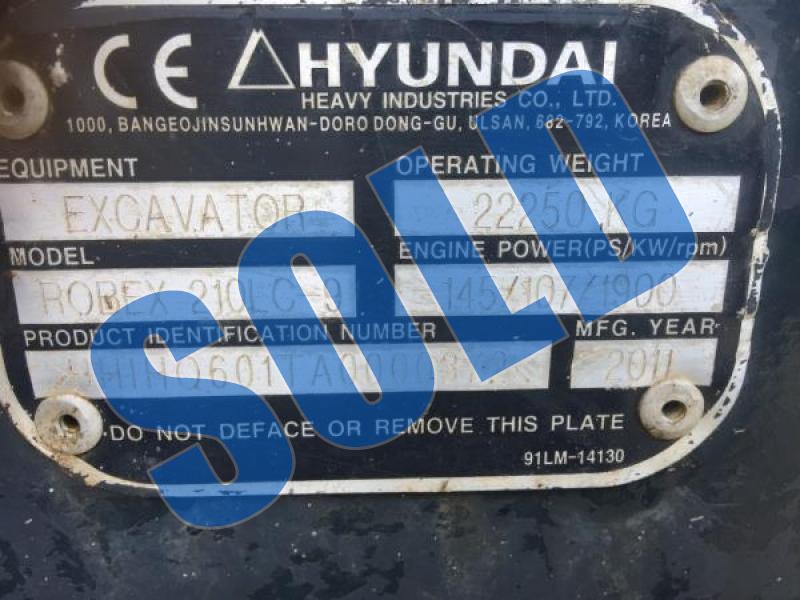 CE HYUNDAI
HEAVY INDUSTRIES CO., LTD.
1000, BANGEOJINSUNHWAN-DORO DONG-GU, ULSAN, 682-792, KOREA
EQUIPMENT OPERATING WEIGHT
EXCAVATOR 22250 KG
MODEL ENGINE POWER(PS/KW/rpm)
ROBEX 210LC-9 145/107/1900
PRODUCT IDENTIFICATION NUMBER MFG. YEAR
2011
DO NOT DEFACE OR REMOVE THIS PLATE
91LM-14130
SOLD